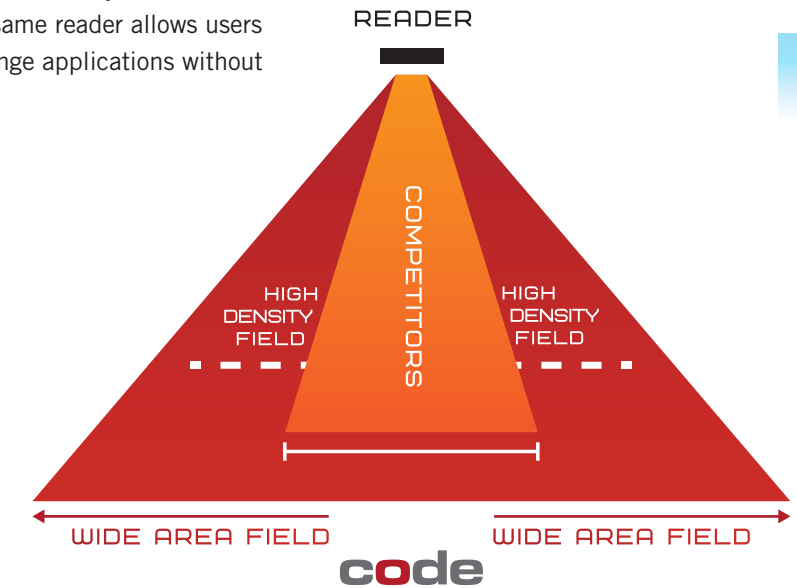 same reader allows users
nge applications without
READER
COMPETITORS
HIGH
DENSITY
FIELD
HIGH
DENSITY
FIELD
WIDE AREA FIELD
WIDE AREA FIELD
code